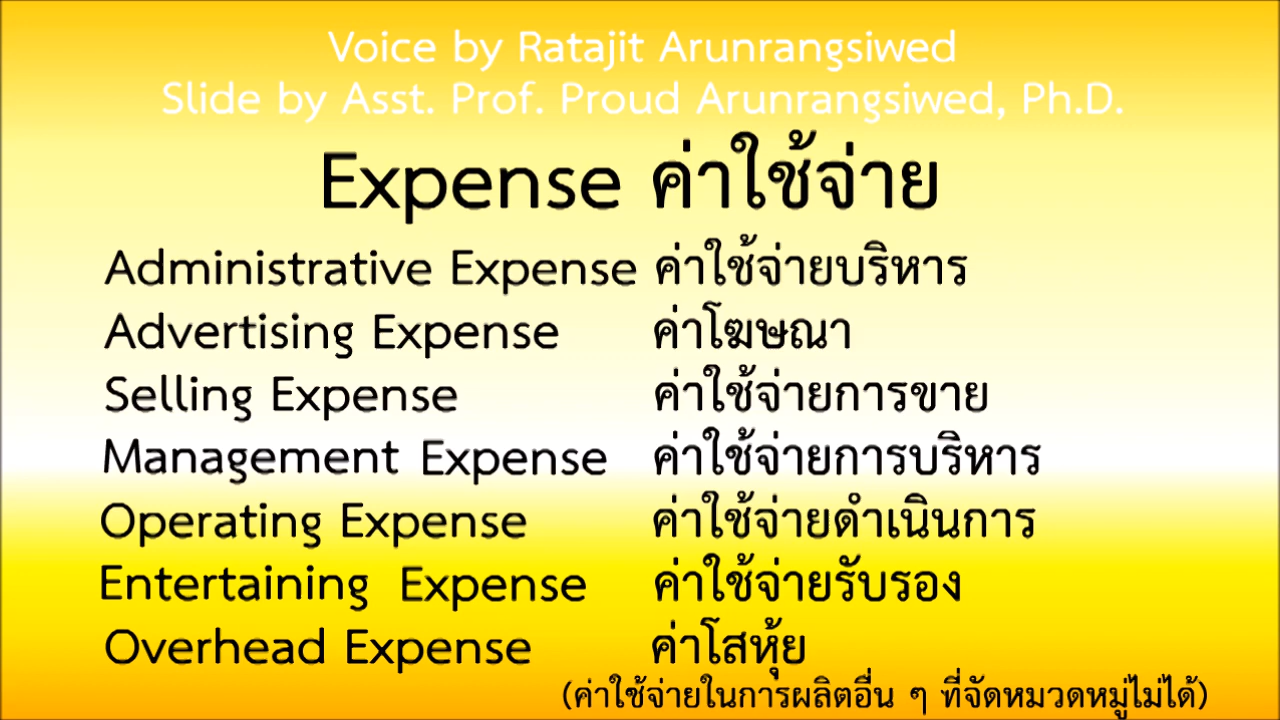 Voice by Ratajit Arunrangsiwed
Slide by Asst. Prof. Proud Arunrangsiwed, Ph.D.
Expense ค่าใช้จ่าย
Administrative Expense ค่าใช้จ่ายบริหาร
Advertising Expense ค่าโฆษณา
Selling Expense ค่าใช้จ่ายการขาย
Management Expense ค่าใช้จ่ายการบริหาร
Operating Expense ค่าใช้จ่ายดำเนินการ
Entertaining Expense ค่าใช้จ่ายรับรอง
Overhead Expense ค่าโสหุ้ย
(ค่าใช้จ่ายในการผลิตอื่น ๆ ที่จัดหมวดหมู่ไม่ได้)